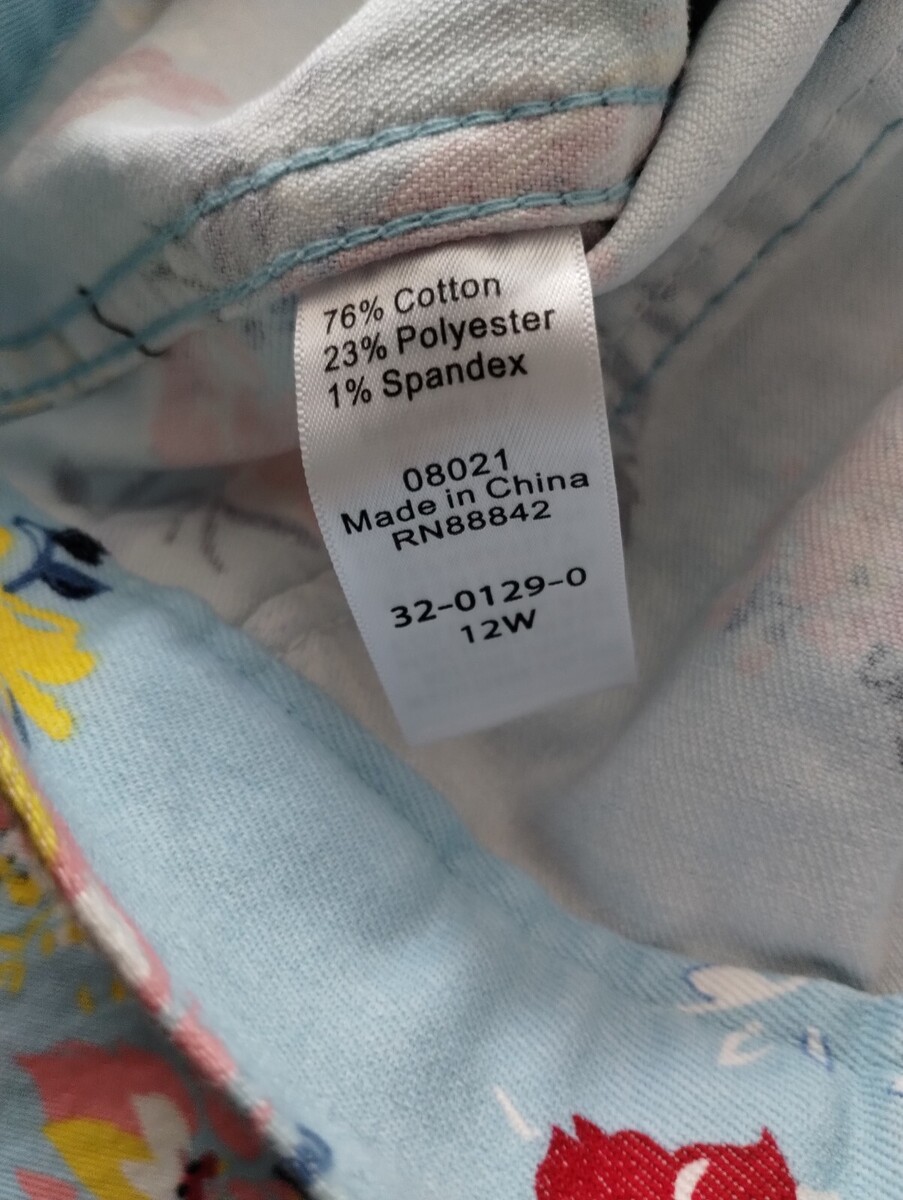 76% Cotton
23% Polyester
1% Spandex
08021
Made in China
RN88842
32-0129-0
12W